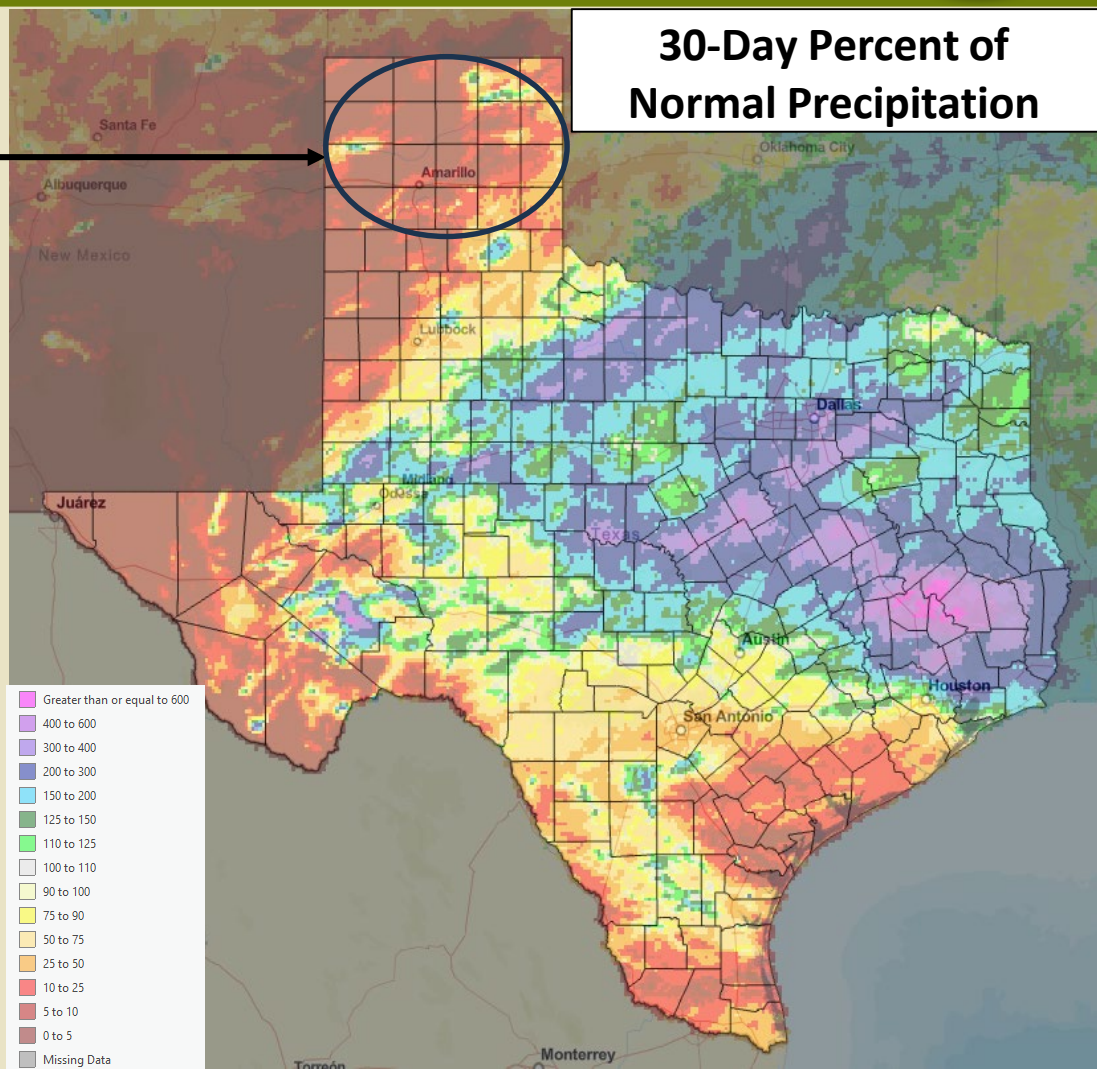 30-Day Percent of
Normal Precipitation
Santa Fe
Oklahoma City
Albuquerque
Amarillo
New Mexico
Lubbock
Dallas
Midland
Odessa
Juárez
Texas
Austin
Houston
San Antonio
Greater than or equal to 600
400 to 600
300 to 400
200 to 300
150 to 200
125 to 150
110 to 125
100 to 110
90 to 100
75 to 90
50 to 75
25 to 50
10 to 25
5 to 10
0 to 5
Missing Data
Monterrey
Torreón